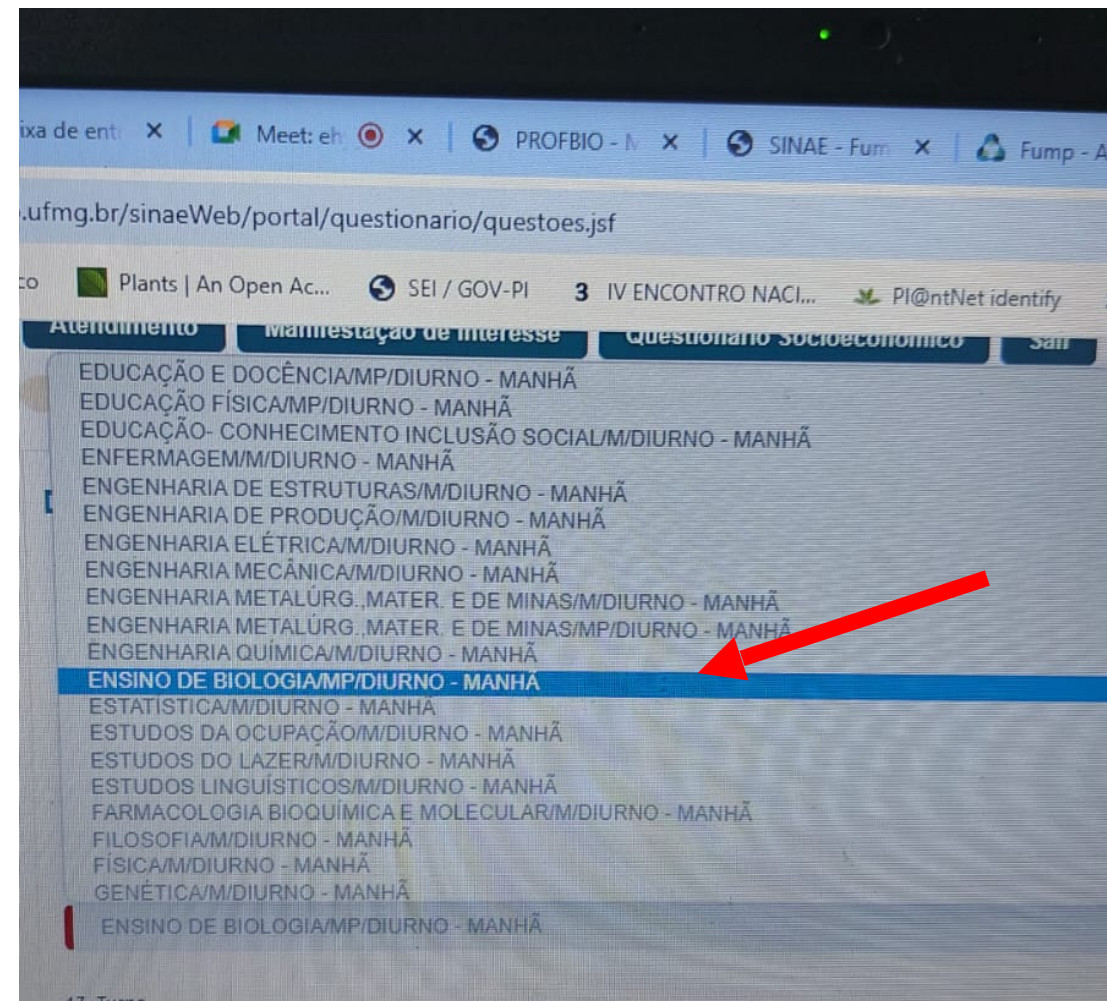 ixa de ent
Meet: eh
PROFBIO - N
SINAE - Fum
Fump - A
.ufmg.br/sinaeWeb/portal/questionario/questoes.jsf
co
Plants | An Open Ac...
SEI / GOV-PI
3 IV ENCONTRO NACI...
Pl@ntNet identify
Atendimento
Manifestação de Interesse
Questionário Socioeconômico
Sair
EDUCAÇÃO E DOCÊNCIA/MP/DIURNO - MANHÃ
EDUCAÇÃO FÍSICA/MP/DIURNO - MANHÃ
EDUCAÇÃO- CONHECIMENTO INCLUSÃO SOCIAL/M/DIURNO - MANHÃ
ENFERMAGEM/M/DIURNO - MANHÃ
ENGENHARIA DE ESTRUTURAS/M/DIURNO - MANHÃ
ENGENHARIA DE PRODUÇÃO/M/DIURNO - MANHÃ
ENGENHARIA ELÉTRICA/M/DIURNO - MANHÃ
ENGENHARIA MECÂNICA/M/DIURNO - MANHÃ
ENGENHARIA METALÚRG.,MATER. E DE MINAS/M/DIURNO - MANHÃ
ENGENHARIA METALÚRG.,MATER. E DE MINAS/MP/DIURNO - MANHÃ
ENGENHARIA QUÍMICA/M/DIURNO - MANHÃ
ENSINO DE BIOLOGIA/MP/DIURNO - MANHÃ
ESTATÍSTICA/M/DIURNO - MANHÃ
ESTUDOS DA OCUPAÇÃO/M/DIURNO - MANHÃ
ESTUDOS DO LAZER/M/DIURNO - MANHÃ
ESTUDOS LINGUÍSTICOS/M/DIURNO - MANHÃ
FARMACOLOGIA BIOQUÍMICA E MOLECULAR/M/DIURNO - MANHÃ
FILOSOFIA/M/DIURNO - MANHÃ
FÍSICA/M/DIURNO - MANHÃ
GENÉTICA/M/DIURNO - MANHÃ
ENSINO DE BIOLOGIA/MP/DIURNO - MANHÃ
17. Turno